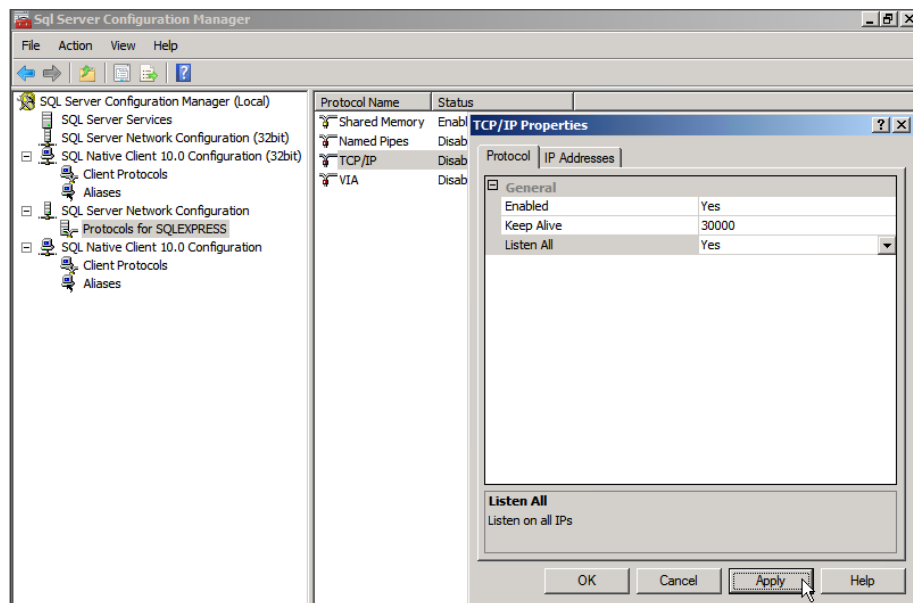 Sql Server Configuration Manager
File Action View Help
SQL Server Configuration Manager (Local)
SQL Server Services
SQL Server Network Configuration (32bit)
SQL Native Client 10.0 Configuration (32bit)
Client Protocols
Aliases
SQL Server Network Configuration
Protocols for SQLEXPRESS
SQL Native Client 10.0 Configuration
Client Protocols
Aliases
Protocol Name Status
Shared Memory Enabl
Named Pipes Disab
TCP/IP Disab
VIA Disab
TCP/IP Properties
Protocol IP Addresses
General
Enabled Yes
Keep Alive 30000
Listen All Yes
Listen All
Listen on all IPs
OK Cancel Apply Help